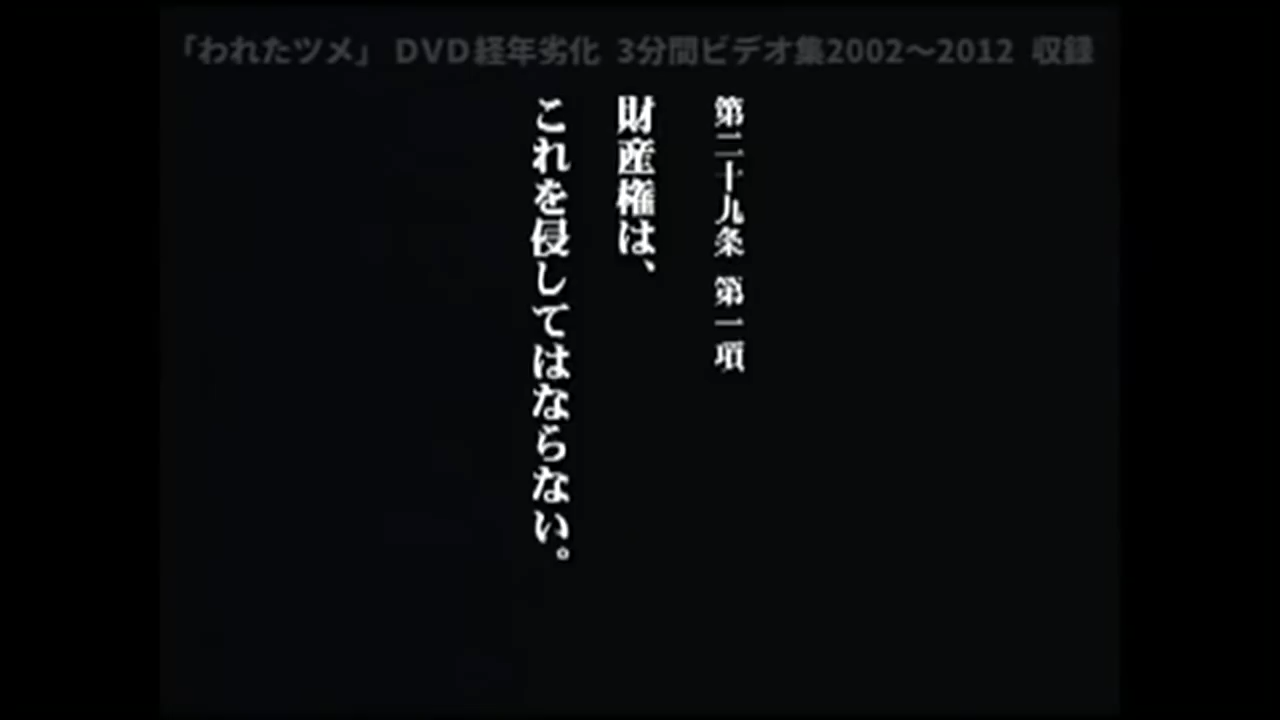 「われたツメ」 DVD経年劣化 3分間ビデオ集2002～2012 収録
第二十九条 第一項
財産権は、
これを侵してはならない。